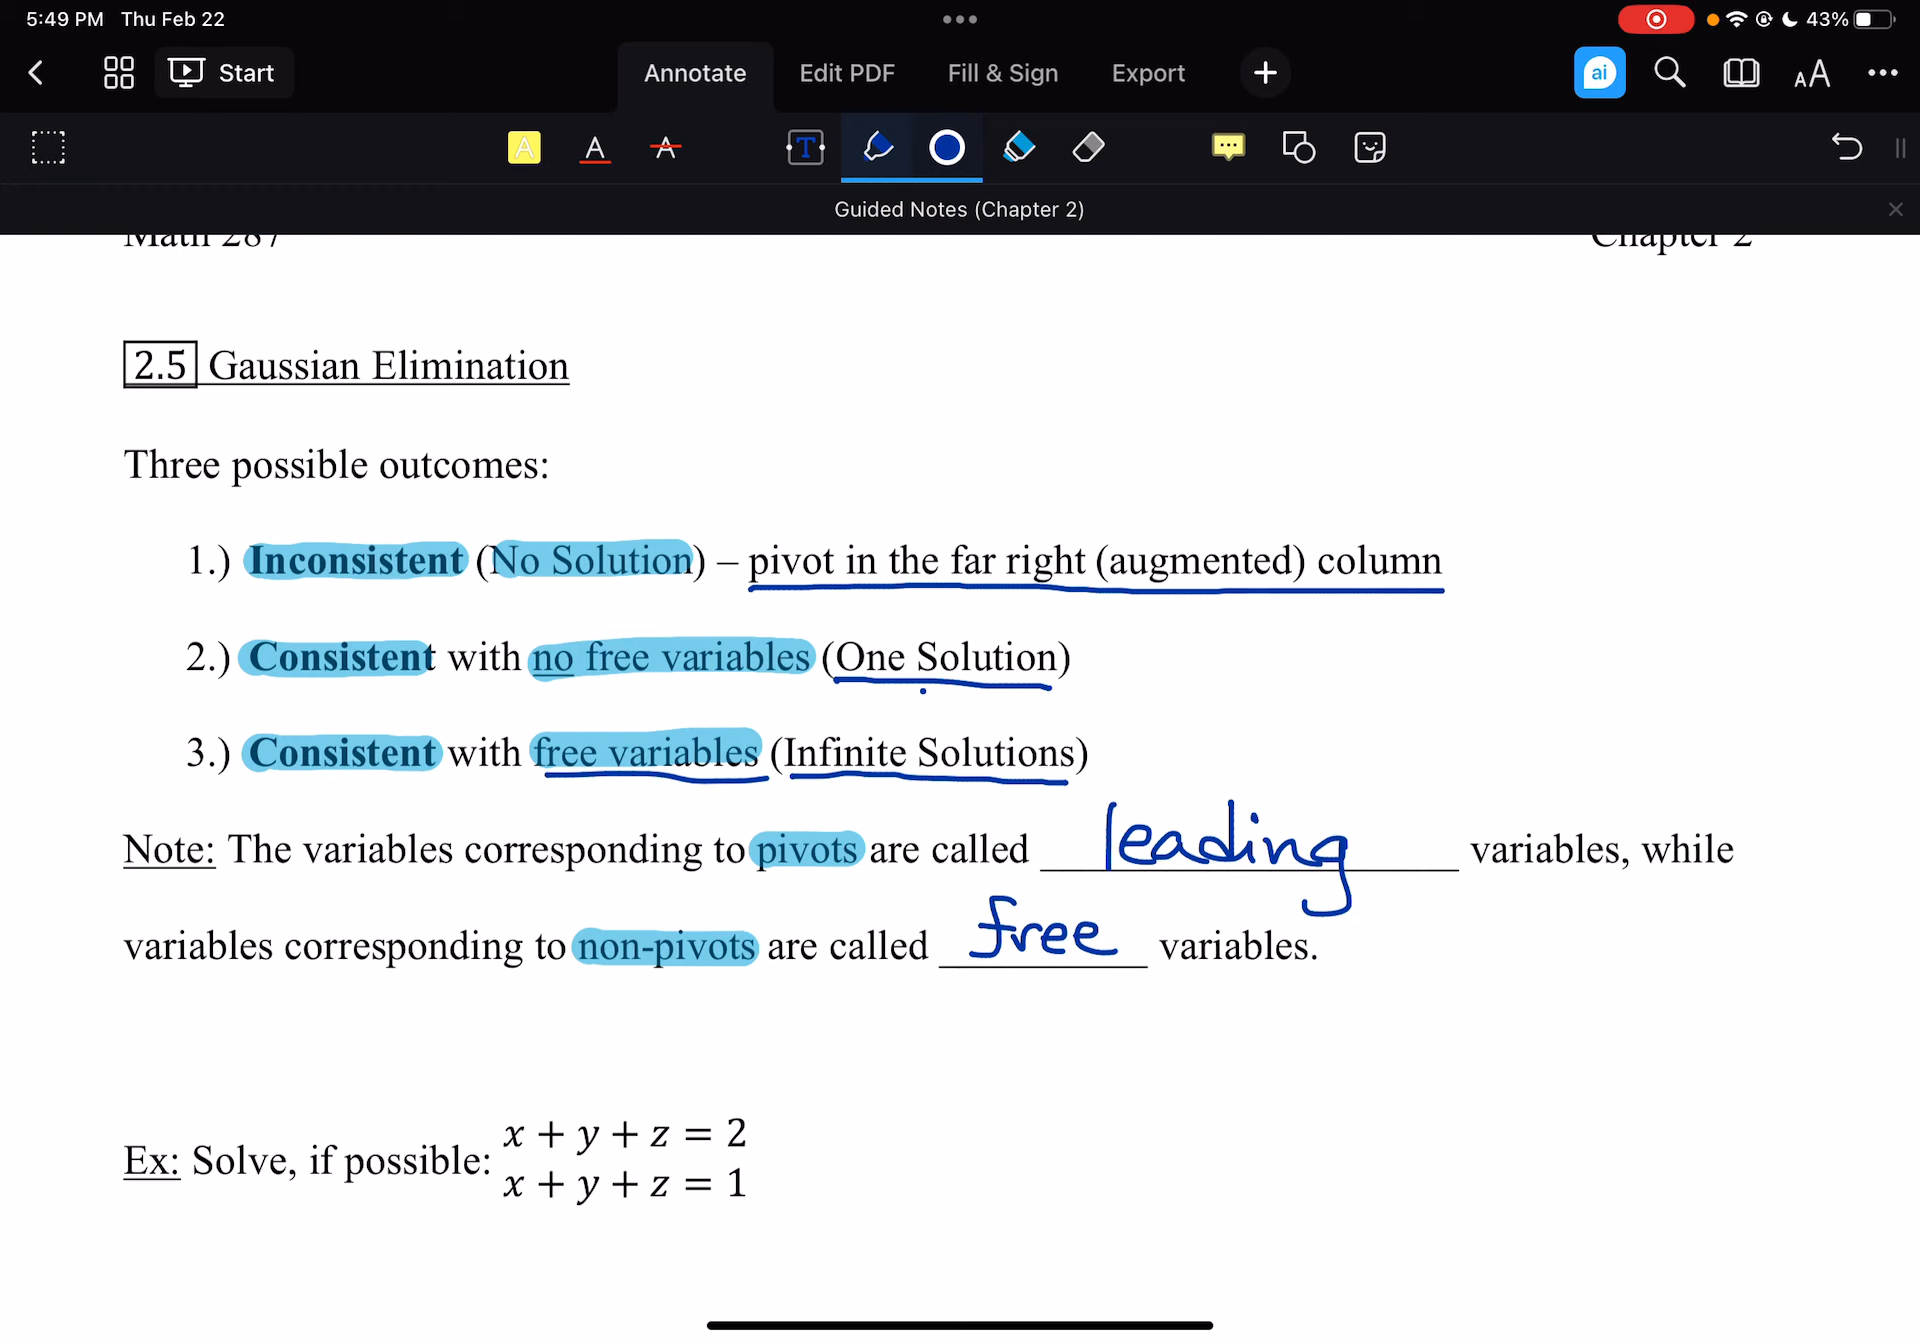 5:49 PM Thu Feb 22
43%
Start
Annotate
Edit PDF
Fill & Sign
Export
ai
AA
A A A T
Guided Notes (Chapter 2)
Math 287 Chapter 2
2.5 Gaussian Elimination
Three possible outcomes:
1.) Inconsistent (No Solution) – pivot in the far right (augmented) column
2.) Consistent with no free variables (One Solution)
3.) Consistent with free variables (Infinite Solutions)
Note: The variables corresponding to pivots are called leading variables, while
variables corresponding to non-pivots are called free variables.
Ex: Solve, if possible: x + y + z = 2
x + y + z = 1